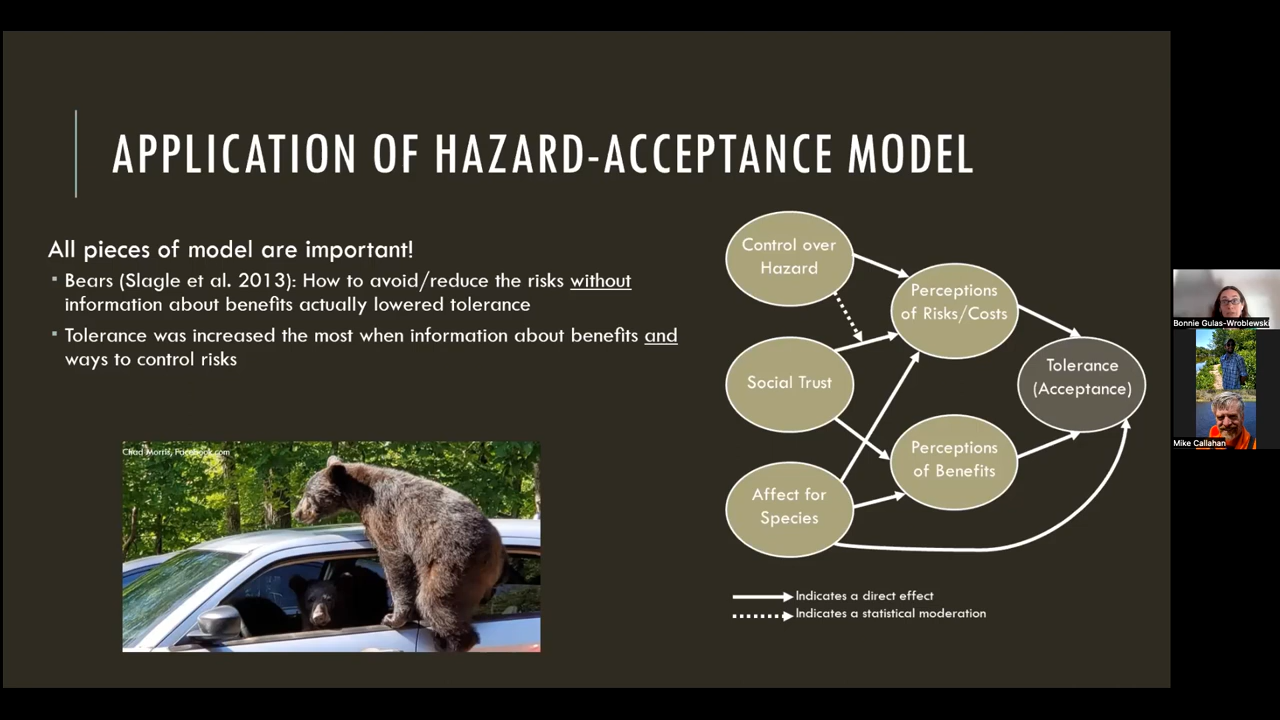 APPLICATION OF HAZARD-ACCEPTANCE MODEL
All pieces of model are important!
Bears (Slagle et al. 2013): How to avoid/reduce the risks without
information about benefits actually lowered tolerance
Tolerance was increased the most when information about benefits and
ways to control risks
Chad Morris, Facebook.com
Control over
Hazard
Perceptions
of Risks/Costs
Social Trust
Tolerance
(Acceptance)
Perceptions
of Benefits
Affect for
Species
Indicates a direct effect
Indicates a statistical moderation
Bonnie Gulas-Wroblewski
Mike Callahan